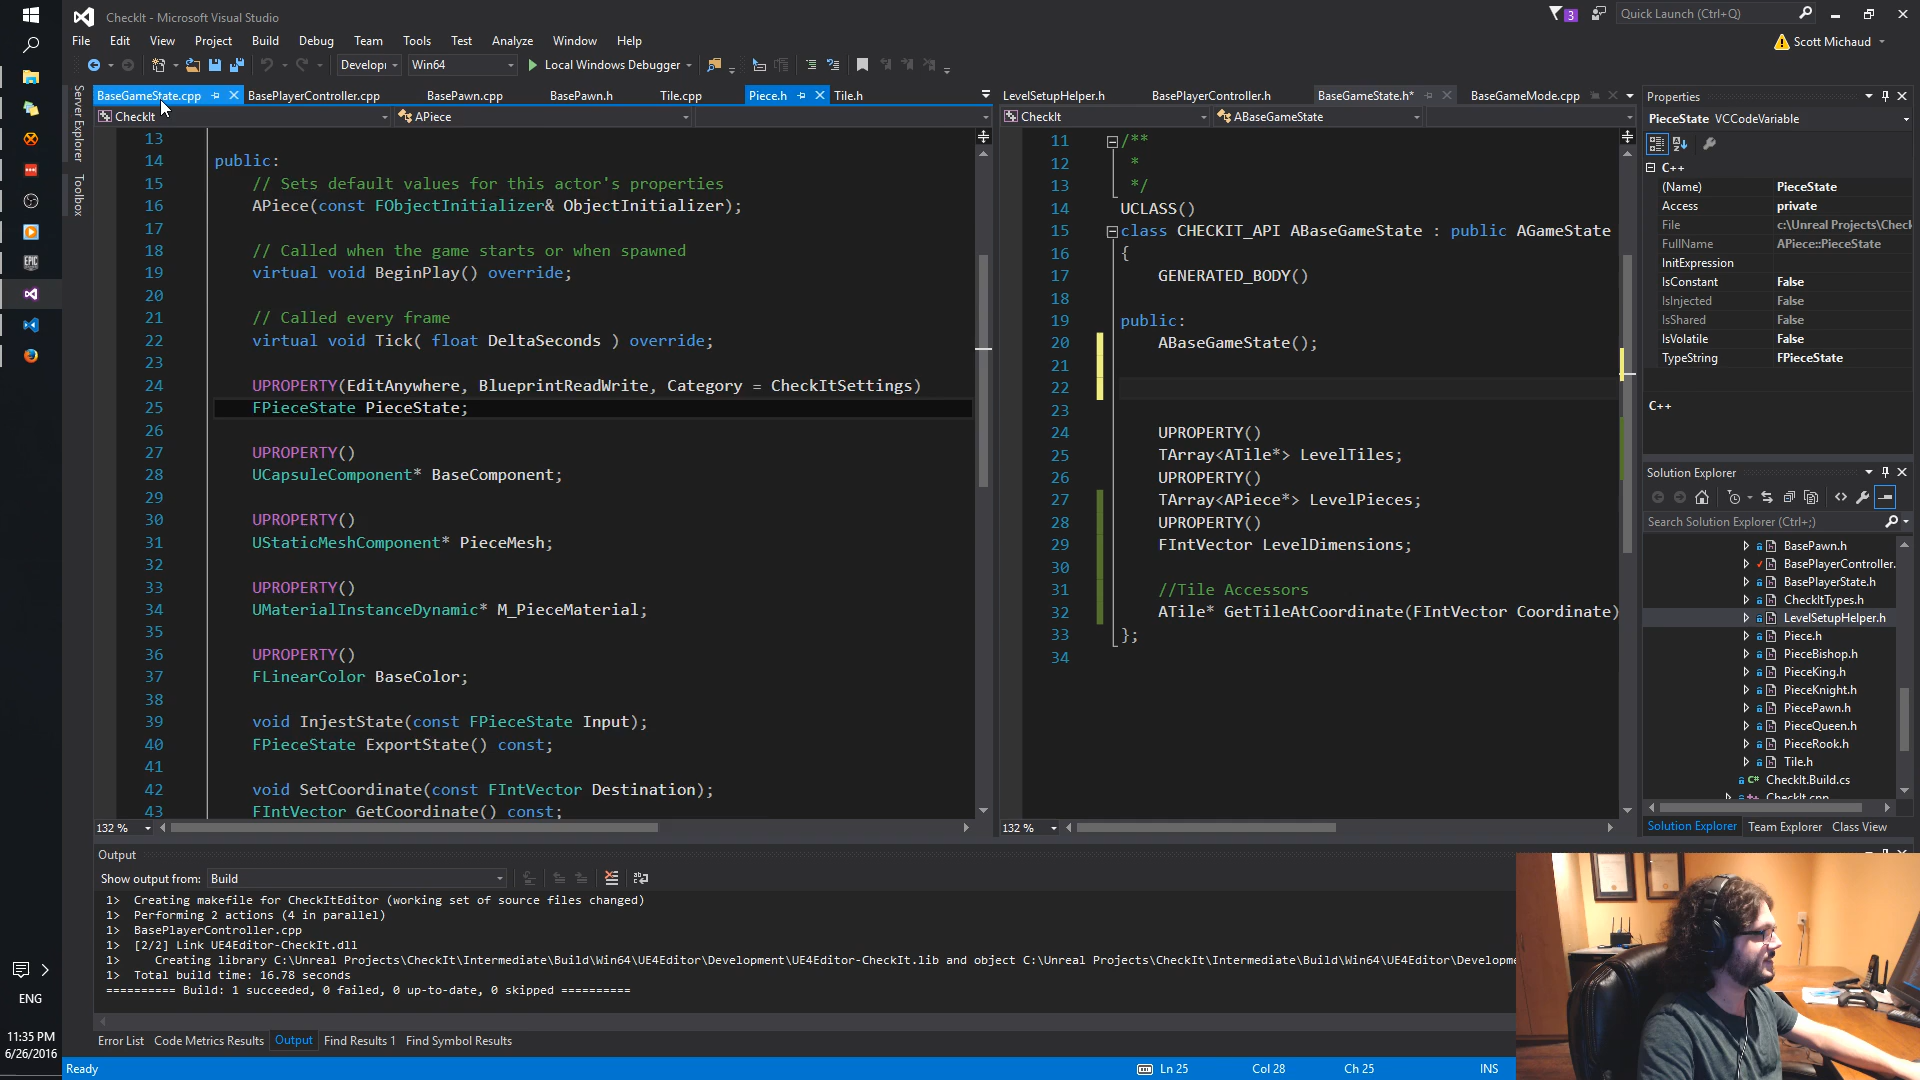 CheckIt - Microsoft Visual Studio
3
Quick Launch (Ctrl+Q)
File Edit View Project Build Debug Team Tools Test Analyze Window Help
Scott Michaud
Develop Win64 Local Windows Debugger
BaseGameState.cpp BasePlayerController.cpp BasePawn.cpp BasePawn.h Tile.cpp Piece.h Tile.h
CheckIt APiece
Server Explorer
Toolbox
13
14 public:
15 // Sets default values for this actor's properties
16 APiece(const FObjectInitializer& ObjectInitializer);
17
18 // Called when the game starts or when spawned
19 virtual void BeginPlay() override;
20
21 // Called every frame
22 virtual void Tick( float DeltaSeconds ) override;
23
24 UPROPERTY(EditAnywhere, BlueprintReadWrite, Category = CheckItSettings)
25 FPieceState PieceState;
26
27 UPROPERTY()
28 UCapsuleComponent* BaseComponent;
29
30 UPROPERTY()
31 UStaticMeshComponent* PieceMesh;
32
33 UPROPERTY()
34 UMaterialInstanceDynamic* M_PieceMaterial;
35
36 UPROPERTY()
37 FLinearColor BaseColor;
38
39 void InjestState(const FPieceState Input);
40 FPieceState ExportState() const;
41
42 void SetCoordinate(const FIntVector Destination);
43 FIntVector GetCoordinate() const;
132 %
LevelSetupHelper.h BasePlayerController.h BaseGameState.h* BaseGameMode.cpp
CheckIt ABaseGameState
11 /**
12 *
13 */
14 UCLASS()
15 class CHECKIT_API ABaseGameState : public AGameState
16 {
17 GENERATED_BODY()
18
19 public:
20 ABaseGameState();
21
22
23
24 UPROPERTY()
25 TArray<ATile*> LevelTiles;
26 UPROPERTY()
27 TArray<APiece*> LevelPieces;
28 UPROPERTY()
29 FIntVector LevelDimensions;
30
31 //Tile Accessors
32 ATile* GetTileAtCoordinate(FIntVector Coordinate)
33 };
34
132 %
Properties
PieceState VCCodeVariable
C++
(Name) PieceState
Access private
File c:\Unreal Projects\Check
FullName APiece::PieceState
InitExpression
IsConstant False
IsInjected False
IsShared False
IsVolatile False
TypeString FPieceState
C++
Solution Explorer
Search Solution Explorer (Ctrl+;)
BasePawn.h
BasePlayerController.
BasePlayerState.h
CheckItTypes.h
LevelSetupHelper.h
Piece.h
PieceBishop.h
PieceKing.h
PieceKnight.h
PiecePawn.h
PieceQueen.h
PieceRook.h
Tile.h
CheckIt.Build.cs
CheckIt.cpp
Solution Explorer Team Explorer Class View
Output
Show output from: Build
1> Creating makefile for CheckItEditor (working set of source files changed)
1> Performing 2 actions (4 in parallel)
1> BasePlayerController.cpp
1> [2/2] Link UE4Editor-CheckIt.dll
1> Creating library C:\Unreal Projects\CheckIt\Intermediate\Build\Win64\UE4Editor\Development\UE4Editor-CheckIt.lib and object C:\Unreal Projects\CheckIt\Intermediate\Build\Win64\UE4Editor\Developme
1> Total build time: 16.78 seconds
========== Build: 1 succeeded, 0 failed, 0 up-to-date, 0 skipped ==========
Error List Code Metrics Results Output Find Results 1 Find Symbol Results
Ready Ln 25 Col 28 Ch 25 INS
EPIC
ENG
11:35 PM
6/26/2016